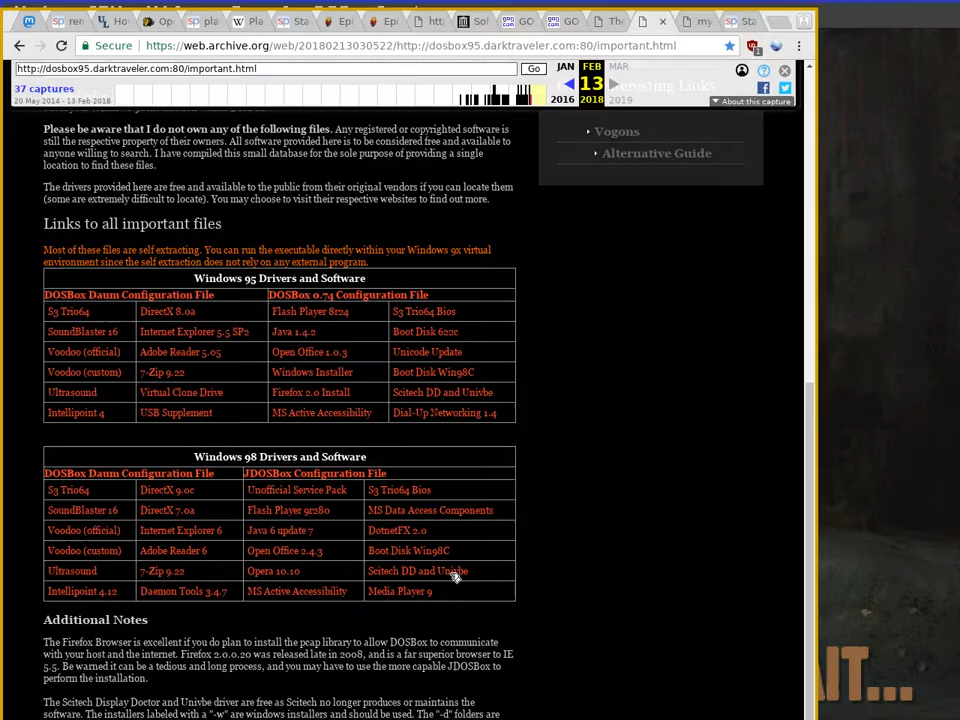 ren
Ho
Op
pla
Pla
Sta
Epi
Epi
htt
Sol
GO
GO
The
my
Sta
Secure
https://web.archive.org/web/20180213030522/http://dosbox95.darktraveler.com:80/important.html
http://dosbox95.darktraveler.com:80/important.html
Go
JAN FEB MAR
13
2016 2018 2019
37 captures
20 May 2014 - 13 Feb 2018
About this capture
Please be aware that I do not own any of the following files. Any registered or copyrighted software is
still the respective property of their owners. All software provided here is to be considered free and available to
anyone willing to search. I have compiled this small database for the sole purpose of providing a single
location to find these files.
The drivers provided here are free and available to the public from their original vendors if you can locate them
(some are extremely difficult to locate). You may choose to visit their respective websites to find out more.
Links to all important files
Most of these files are self extracting. You can run the executable directly within your Windows 9x virtual
environment since the self extraction does not rely on any external program.
Windows 95 Drivers and Software
DOSBox Daum Configuration File DOSBox 0.74 Configuration File
S3 Trio64 DirectX 8.0a Flash Player 8r24 S3 Trio64 Bios
SoundBlaster 16 Internet Explorer 5.5 SP2 Java 1.4.2 Boot Disk 622c
Voodoo (official) Adobe Reader 5.05 Open Office 1.0.3 Unicode Update
Voodoo (custom) 7-Zip 9.22 Windows Installer Boot Disk Win98C
Ultrasound Virtual Clone Drive Firefox 2.0 Install Scitech DD and Univbe
Intellipoint 4 USB Supplement MS Active Accessibility Dial-Up Networking 1.4
Windows 98 Drivers and Software
DOSBox Daum Configuration File JDOSBox Configuration File
S3 Trio64 DirectX 9.0c Unofficial Service Pack S3 Trio64 Bios
SoundBlaster 16 DirectX 7.0a Flash Player 9r280 MS Data Access Components
Voodoo (official) Internet Explorer 6 Java 6 update 7 DotnetFX 2.0
Voodoo (custom) Adobe Reader 6 Open Office 2.4.3 Boot Disk Win98C
Ultrasound 7-Zip 9.22 Opera 10.10 Scitech DD and Univbe
Intellipoint 4.12 Daemon Tools 3.4.7 MS Active Accessibility Media Player 9
Additional Notes
The Firefox Browser is excellent if you do plan to install the pcap library to allow DOSBox to communicate
with your host and the internet. Firefox 2.0.0.20 was released late in 2008, and is a far superior browser to IE
5.5. Be warned it can be a tedious and long process, and you may have to use the more capable JDOSBox to
perform the installation.
The Scitech Display Doctor and Univbe driver are free as Scitech no longer produces or maintains the
software. The installers labeled with a "-w" are windows installers and should be used. The "-d" folders are
Interesting Links
Vogons
Alternative Guide
AIT...